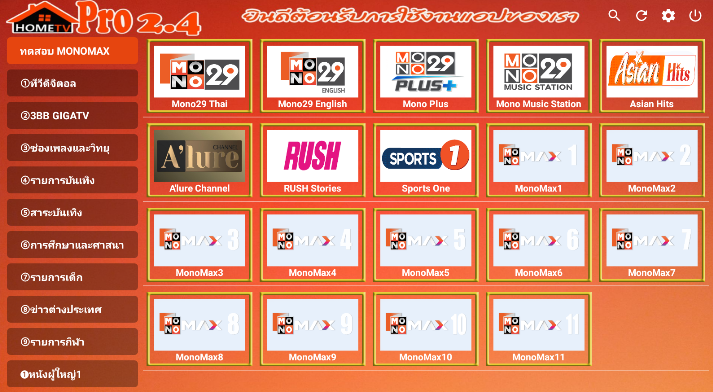 HOMETV Pro 2.4
ยินดีต้อนรับการใช้งานแอปของเรา
ทดสอบ MONOMAX
①ทีวีดิจิตอล
②3BB GIGATV
③ช่องเพลงและวิทยุ
④รายการบันเทิง
⑤สาระบันเทิง
⑥การศึกษาและศาสนา
⑦รายการเด็ก
⑧ข่าวต่างประเทศ
⑨รายการกีฬา
❶หนังผู้ใหญ่1
MONO 29
MONO 29 ENGLISH
MONO 29 PLUS+
MONO 29 MUSIC STATION
Asian Hits
Mono29 Thai
Mono29 English
Mono Plus
Mono Music Station
Asian Hits
A'lure CHANNEL
RUSH
SPORTS 1
MONO MAX 1
MONO MAX 2
A'lure Channel
RUSH Stories
Sports One
MonoMax1
MonoMax2
MONO MAX 3
MONO MAX 4
MONO MAX 5
MONO MAX 6
MONO MAX 7
MonoMax3
MonoMax4
MonoMax5
MonoMax6
MonoMax7
MONO MAX 8
MONO MAX 9
MONO MAX 10
MONO MAX 11
MonoMax8
MonoMax9
MonoMax10
MonoMax11